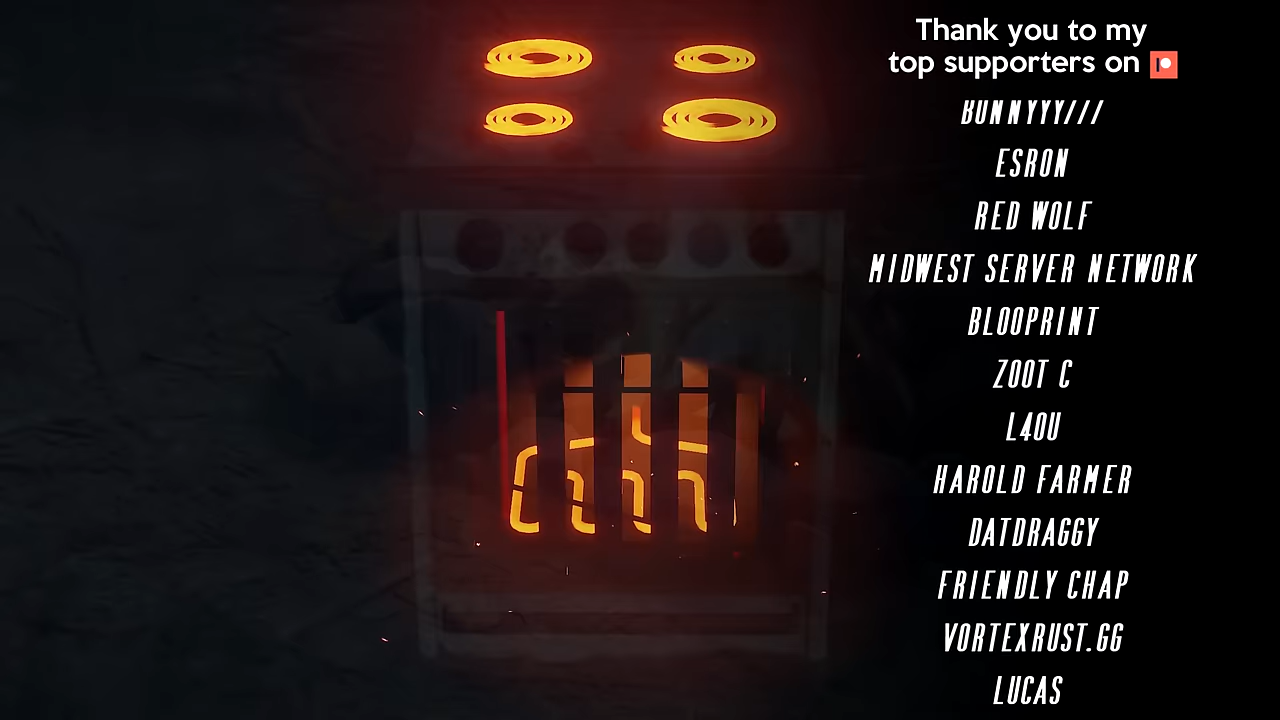 Thank you to my
top supporters on
BUNNYYY///
ESRON
RED WOLF
MIDWEST SERVER NETWORK
BLOOPRINT
ZOOT C
L4OU
HAROLD FARMER
DATDRAGGY
FRIENDLY CHAP
VORTEXRUST.GG
LUCAS